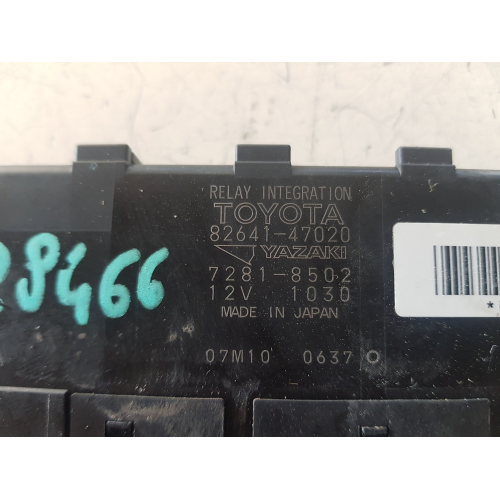 RELAY INTEGRATION
TOYOTA
82641-47020
YAZAKI
7281-8502
12V 1030
MADE IN JAPAN
07M10 0637
28466